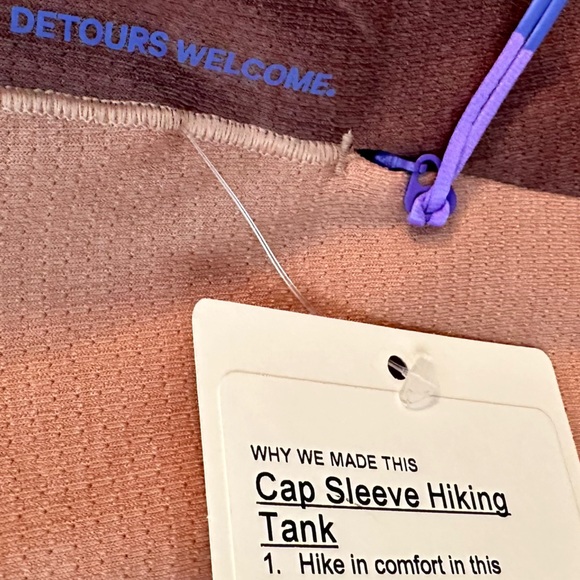 DETOURS WELCOME.
WHY WE MADE THIS
Cap Sleeve Hiking
Tank
1. Hike in comfort in this